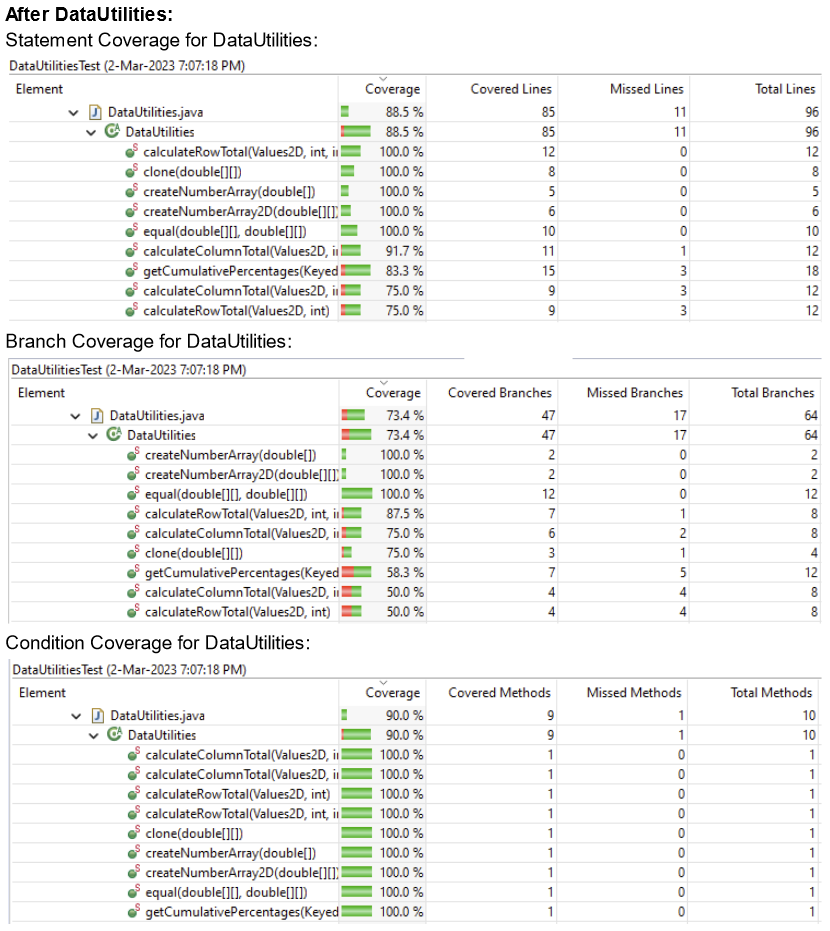 After DataUtilities:
Statement Coverage for DataUtilities:
DataUtilitiesTest (2-Mar-2023 7:07:18 PM)
Element Coverage Covered Lines Missed Lines Total Lines
DataUtilities.java 88.5 % 85 11 96
DataUtilities 88.5 % 85 11 96
calculateRowTotal(Values2D, int, i 100.0 % 12 0 12
clone(double[][]) 100.0 % 8 0 8
createNumberArray(double[]) 100.0 % 5 0 5
createNumberArray2D(double[][]) 100.0 % 6 0 6
equal(double[][], double[][]) 100.0 % 10 0 10
calculateColumnTotal(Values2D, i 91.7 % 11 1 12
getCumulativePercentages(Keyed 83.3 % 15 3 18
calculateColumnTotal(Values2D, i 75.0 % 9 3 12
calculateRowTotal(Values2D, int) 75.0 % 9 3 12
Branch Coverage for DataUtilities:
DataUtilitiesTest (2-Mar-2023 7:07:18 PM)
Element Coverage Covered Branches Missed Branches Total Branches
DataUtilities.java 73.4 % 47 17 64
DataUtilities 73.4 % 47 17 64
createNumberArray(double[]) 100.0 % 2 0 2
createNumberArray2D(double[][]) 100.0 % 2 0 2
equal(double[][], double[][]) 100.0 % 12 0 12
calculateRowTotal(Values2D, int, i 87.5 % 7 1 8
calculateColumnTotal(Values2D, i 75.0 % 6 2 8
clone(double[][]) 75.0 % 3 1 4
getCumulativePercentages(Keyed 58.3 % 7 5 12
calculateColumnTotal(Values2D, i 50.0 % 4 4 8
calculateRowTotal(Values2D, int) 50.0 % 4 4 8
Condition Coverage for DataUtilities:
DataUtilitiesTest (2-Mar-2023 7:07:18 PM)
Element Coverage Covered Methods Missed Methods Total Methods
DataUtilities.java 90.0 % 9 1 10
DataUtilities 90.0 % 9 1 10
calculateColumnTotal(Values2D, i 100.0 % 1 0 1
calculateColumnTotal(Values2D, i 100.0 % 1 0 1
calculateRowTotal(Values2D, int) 100.0 % 1 0 1
calculateRowTotal(Values2D, int, i 100.0 % 1 0 1
clone(double[][]) 100.0 % 1 0 1
createNumberArray(double[]) 100.0 % 1 0 1
createNumberArray2D(double[][]) 100.0 % 1 0 1
equal(double[][], double[][]) 100.0 % 1 0 1
getCumulativePercentages(Keyed 100.0 % 1 0 1